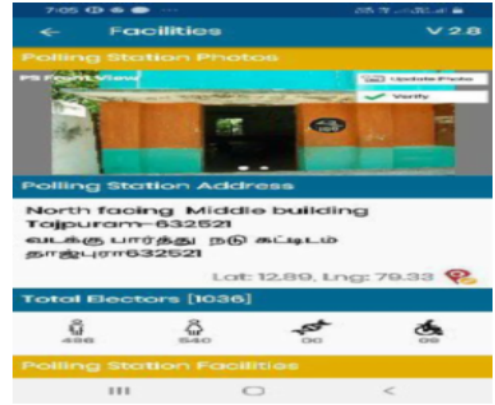 7:05
← Facilities V 2.8
Polling Station Photos
PS Front View
Update Photo
Verify
Polling Station Address
North facing Middle building
Tajpuram-632521
வடக்கு பார்த்து நடு கட்டிடம்
தாஜ்புரா632521
Lat: 12.89, Lng: 79.33
Total Electors [1036]
496 540 00 09
Polling Station Facilities